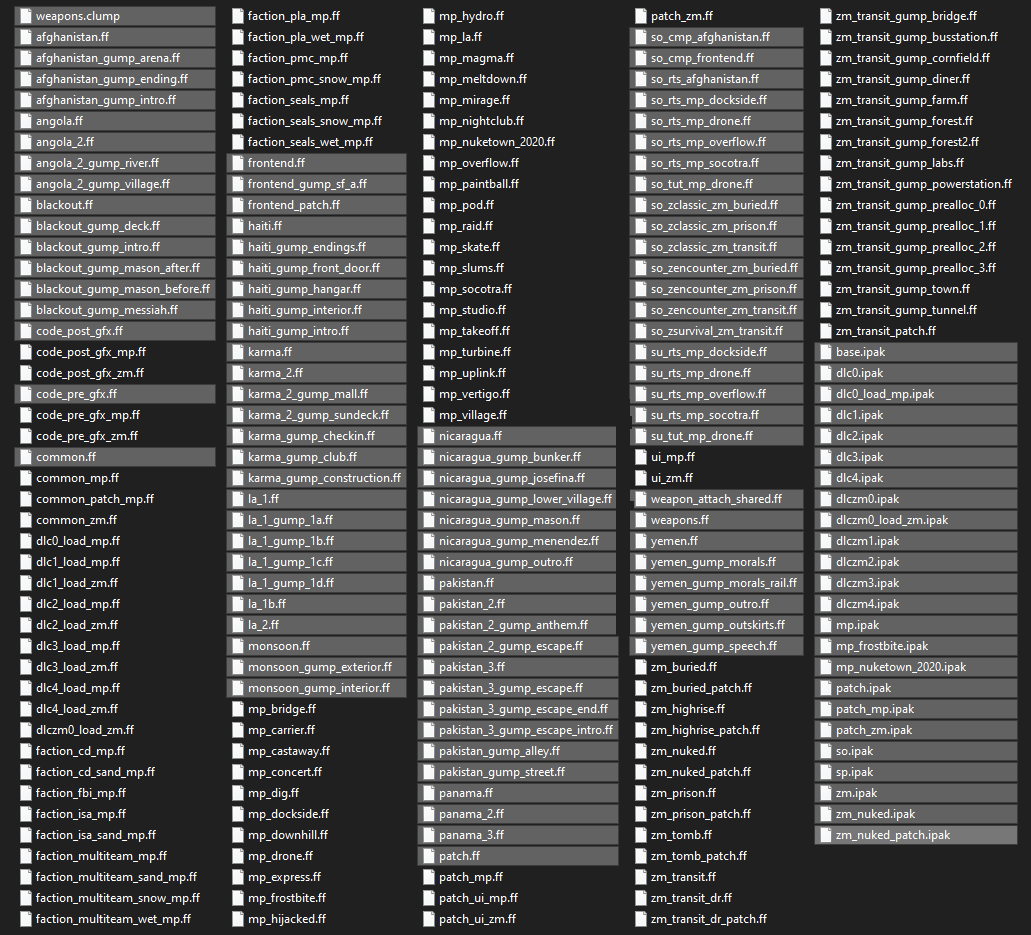 weapons.clump
afghanistan.ff
afghanistan_gump_arena.ff
afghanistan_gump_ending.ff
afghanistan_gump_intro.ff
angola.ff
angola_2.ff
angola_2_gump_river.ff
angola_2_gump_village.ff
blackout.ff
blackout_gump_deck.ff
blackout_gump_intro.ff
blackout_gump_mason_after.ff
blackout_gump_mason_before.ff
blackout_gump_messiah.ff
code_post_gfx.ff
code_post_gfx_mp.ff
code_post_gfx_zm.ff
code_pre_gfx.ff
code_pre_gfx_mp.ff
code_pre_gfx_zm.ff
common.ff
common_mp.ff
common_patch_mp.ff
common_zm.ff
dlc0_load_mp.ff
dlc1_load_mp.ff
dlc1_load_zm.ff
dlc2_load_mp.ff
dlc2_load_zm.ff
dlc3_load_mp.ff
dlc3_load_zm.ff
dlc4_load_mp.ff
dlc4_load_zm.ff
dlczm0_load_zm.ff
faction_cd_mp.ff
faction_cd_sand_mp.ff
faction_fbi_mp.ff
faction_isa_mp.ff
faction_isa_sand_mp.ff
faction_multiteam_mp.ff
faction_multiteam_sand_mp.ff
faction_multiteam_snow_mp.ff
faction_multiteam_wet_mp.ff
faction_pla_mp.ff
faction_pla_wet_mp.ff
faction_pmc_mp.ff
faction_pmc_snow_mp.ff
faction_seals_mp.ff
faction_seals_snow_mp.ff
faction_seals_wet_mp.ff
frontend.ff
frontend_gump_sf_a.ff
frontend_patch.ff
haiti.ff
haiti_gump_endings.ff
haiti_gump_front_door.ff
haiti_gump_hangar.ff
haiti_gump_interior.ff
haiti_gump_intro.ff
karma.ff
karma_2.ff
karma_2_gump_mall.ff
karma_2_gump_sundeck.ff
karma_gump_checkin.ff
karma_gump_club.ff
karma_gump_construction.ff
la_1.ff
la_1_gump_1a.ff
la_1_gump_1b.ff
la_1_gump_1c.ff
la_1_gump_1d.ff
la_1b.ff
la_2.ff
monsoon.ff
monsoon_gump_exterior.ff
monsoon_gump_interior.ff
mp_bridge.ff
mp_carrier.ff
mp_castaway.ff
mp_concert.ff
mp_dig.ff
mp_dockside.ff
mp_downhill.ff
mp_drone.ff
mp_express.ff
mp_frostbite.ff
mp_hijacked.ff
mp_hydro.ff
mp_la.ff
mp_magma.ff
mp_meltdown.ff
mp_mirage.ff
mp_nightclub.ff
mp_nuketown_2020.ff
mp_overflow.ff
mp_paintball.ff
mp_pod.ff
mp_raid.ff
mp_skate.ff
mp_slums.ff
mp_socotra.ff
mp_studio.ff
mp_takeoff.ff
mp_turbine.ff
mp_uplink.ff
mp_vertigo.ff
mp_village.ff
nicaragua.ff
nicaragua_gump_bunker.ff
nicaragua_gump_josefina.ff
nicaragua_gump_lower_village.ff
nicaragua_gump_mason.ff
nicaragua_gump_menendez.ff
nicaragua_gump_outro.ff
pakistan.ff
pakistan_2.ff
pakistan_2_gump_anthem.ff
pakistan_2_gump_escape.ff
pakistan_3.ff
pakistan_3_gump_escape.ff
pakistan_3_gump_escape_end.ff
pakistan_3_gump_escape_intro.ff
pakistan_gump_alley.ff
pakistan_gump_street.ff
panama.ff
panama_2.ff
panama_3.ff
patch.ff
patch_mp.ff
patch_ui_mp.ff
patch_ui_zm.ff
patch_zm.ff
so_cmp_afghanistan.ff
so_cmp_frontend.ff
so_rts_afghanistan.ff
so_rts_mp_dockside.ff
so_rts_mp_drone.ff
so_rts_mp_overflow.ff
so_rts_mp_socotra.ff
so_tut_mp_drone.ff
so_zclassic_zm_buried.ff
so_zclassic_zm_prison.ff
so_zclassic_zm_transit.ff
so_zencounter_zm_buried.ff
so_zencounter_zm_prison.ff
so_zencounter_zm_transit.ff
so_zsurvival_zm_transit.ff
su_rts_mp_dockside.ff
su_rts_mp_drone.ff
su_rts_mp_overflow.ff
su_rts_mp_socotra.ff
su_tut_mp_drone.ff
ui_mp.ff
ui_zm.ff
weapon_attach_shared.ff
weapons.ff
yemen.ff
yemen_gump_morals.ff
yemen_gump_morals_rail.ff
yemen_gump_outro.ff
yemen_gump_outskirts.ff
yemen_gump_speech.ff
zm_buried.ff
zm_buried_patch.ff
zm_highrise.ff
zm_highrise_patch.ff
zm_nuked.ff
zm_nuked_patch.ff
zm_prison.ff
zm_prison_patch.ff
zm_tomb.ff
zm_tomb_patch.ff
zm_transit.ff
zm_transit_dr.ff
zm_transit_dr_patch.ff
zm_transit_gump_bridge.ff
zm_transit_gump_busstation.ff
zm_transit_gump_cornfield.ff
zm_transit_gump_diner.ff
zm_transit_gump_farm.ff
zm_transit_gump_forest.ff
zm_transit_gump_forest2.ff
zm_transit_gump_labs.ff
zm_transit_gump_powerstation.ff
zm_transit_gump_prealloc_0.ff
zm_transit_gump_prealloc_1.ff
zm_transit_gump_prealloc_2.ff
zm_transit_gump_prealloc_3.ff
zm_transit_gump_town.ff
zm_transit_gump_tunnel.ff
zm_transit_patch.ff
base.ipak
dlc0.ipak
dlc0_load_mp.ipak
dlc1.ipak
dlc2.ipak
dlc3.ipak
dlc4.ipak
dlczm0.ipak
dlczm0_load_zm.ipak
dlczm1.ipak
dlczm2.ipak
dlczm3.ipak
dlczm4.ipak
mp.ipak
mp_frostbite.ipak
mp_nuketown_2020.ipak
patch.ipak
patch_mp.ipak
patch_zm.ipak
so.ipak
sp.ipak
zm.ipak
zm_nuked.ipak
zm_nuked_patch.ipak